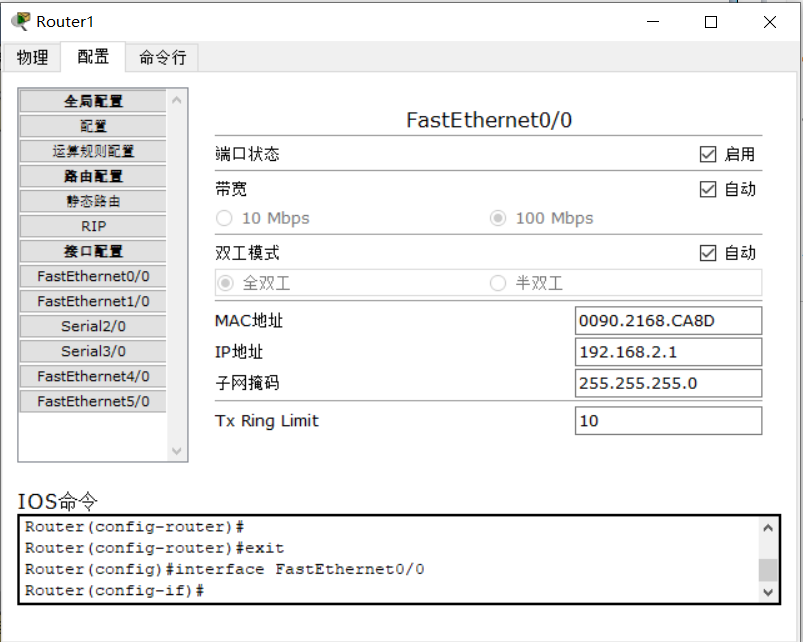 Router1
物理 配置 命令行
全局配置
配置
运算规则配置
路由配置
静态路由
RIP
接口配置
FastEthernet0/0
FastEthernet1/0
Serial2/0
Serial3/0
FastEthernet4/0
FastEthernet5/0
FastEthernet0/0
端口状态 启用
带宽 自动
10 Mbps 100 Mbps
双工模式 自动
全双工 半双工
MAC地址 0090.2168.CA8D
IP地址 192.168.2.1
子网掩码 255.255.255.0
Tx Ring Limit 10
IOS命令
Router(config-router)#
Router(config-router)#exit
Router(config)#interface FastEthernet0/0
Router(config-if)#